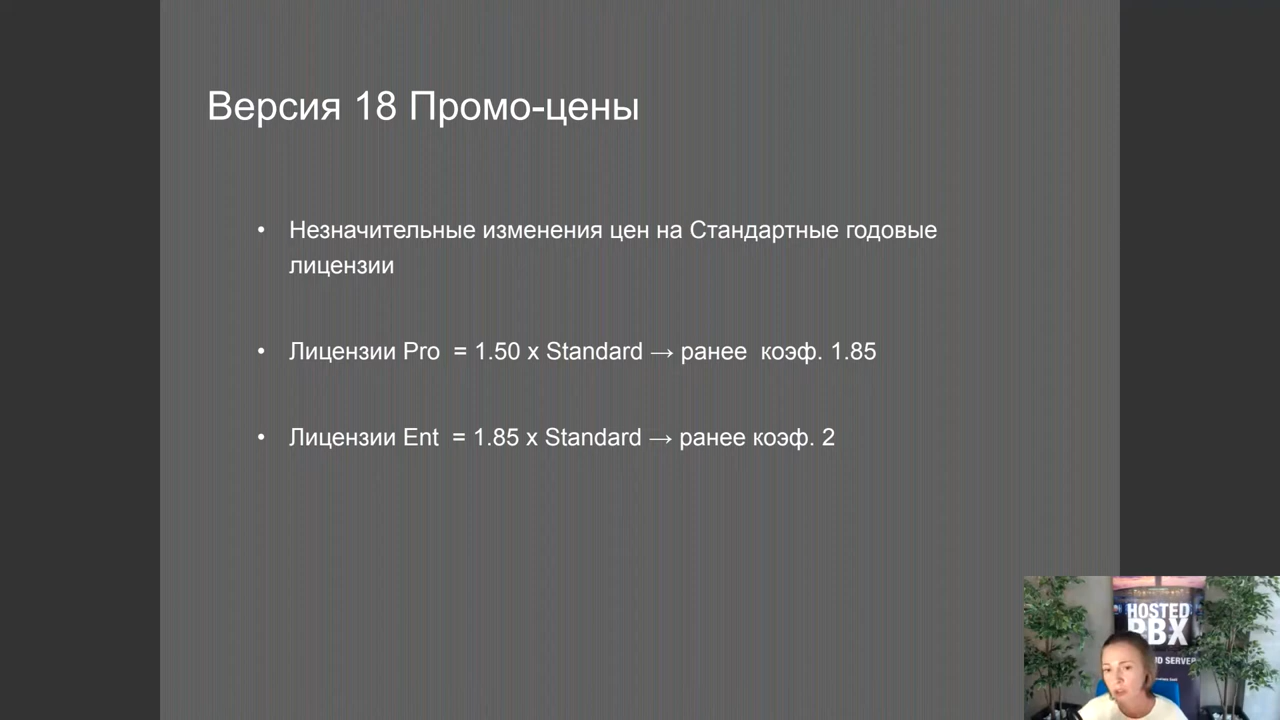 Версия 18 Промо-цены
• Незначительные изменения цен на Стандартные годовые
лицензии
• Лицензии Pro = 1.50 x Standard → ранее коэф. 1.85
• Лицензии Ent = 1.85 x Standard → ранее коэф. 2
HOSTED
PBX
SERVER